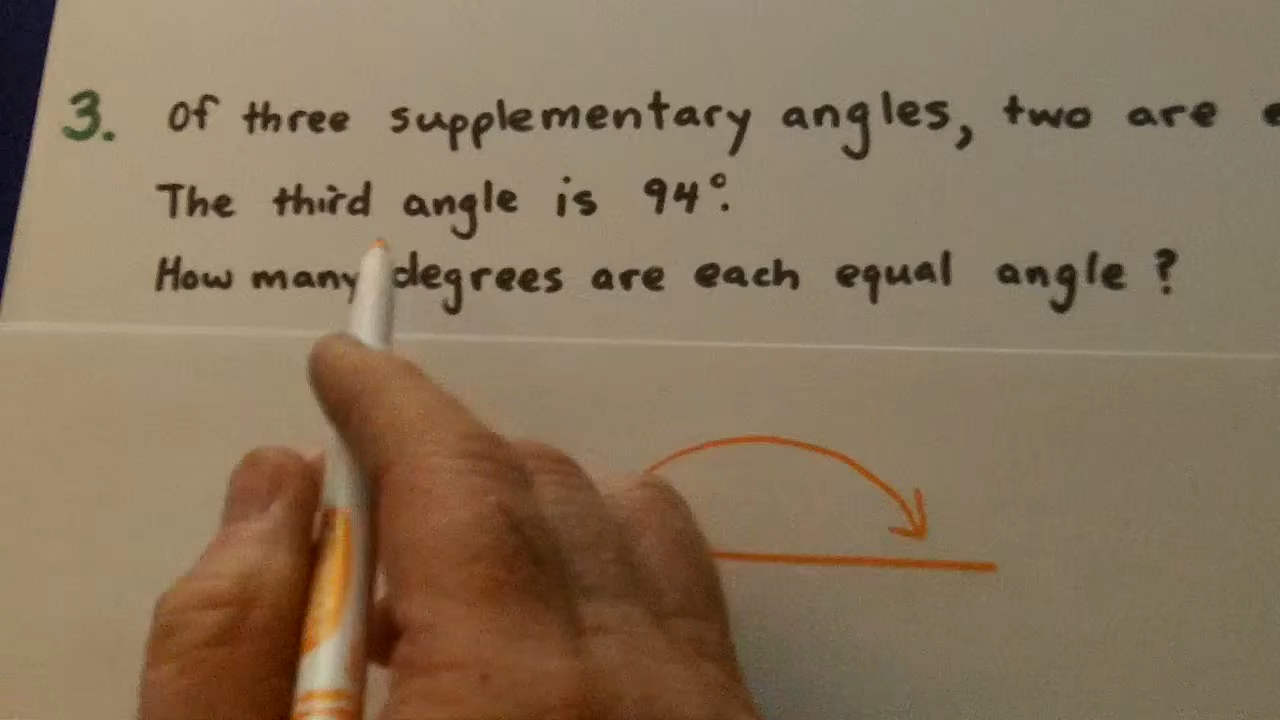 3. Of three supplementary angles, two are
The third angle is 94°.
How many degrees are each equal angle?